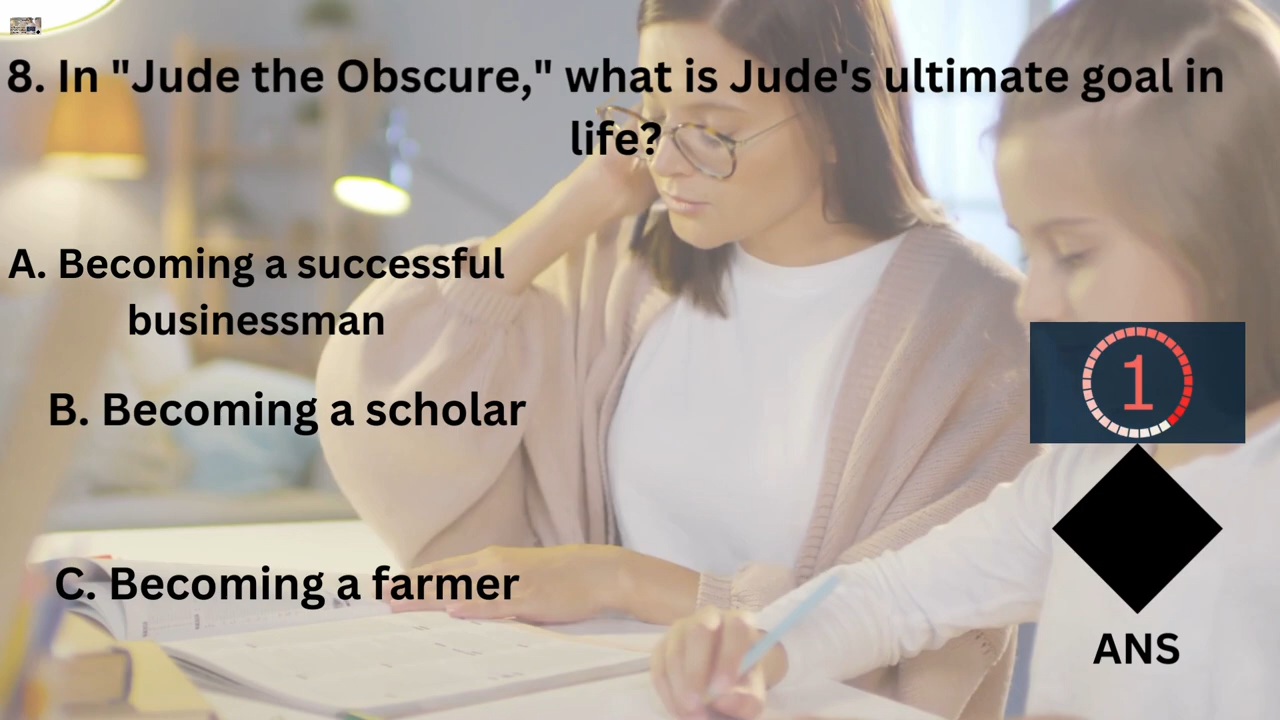 8. In "Jude the Obscure," what is Jude's ultimate goal in
life?
A. Becoming a successful
businessman
B. Becoming a scholar
1
C. Becoming a farmer
ANS